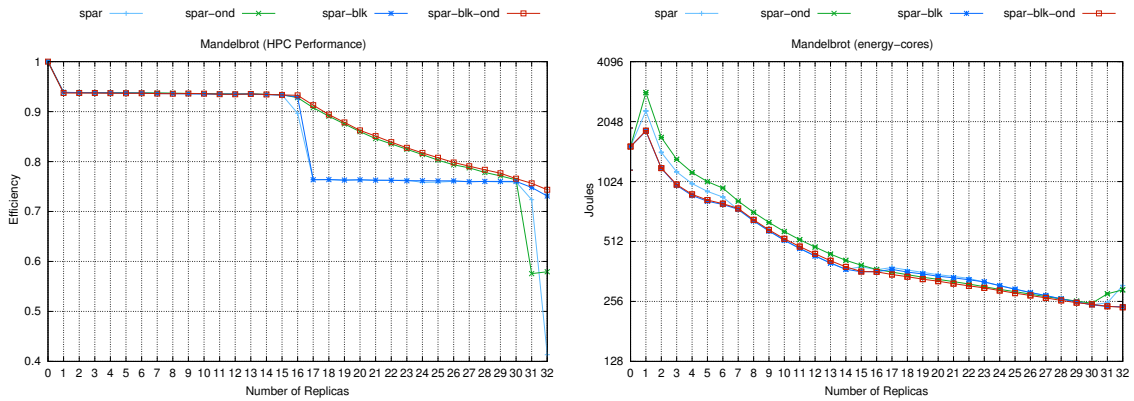 spar spar-ond spar-blk spar-blk-ond
Mandelbrot (HPC Performance)
1
0.9
0.8
0.7
0.6
0.5
0.4
Efficiency
0 1 2 3 4 5 6 7 8 9 10 11 12 13 14 15 16 17 18 19 20 21 22 23 24 25 26 27 28 29 30 31 32
Number of Replicas
spar spar-ond spar-blk spar-blk-ond
Mandelbrot (energy-cores)
4096
2048
1024
512
256
128
Joules
0 1 2 3 4 5 6 7 8 9 10 11 12 13 14 15 16 17 18 19 20 21 22 23 24 25 26 27 28 29 30 31 32
Number of Replicas